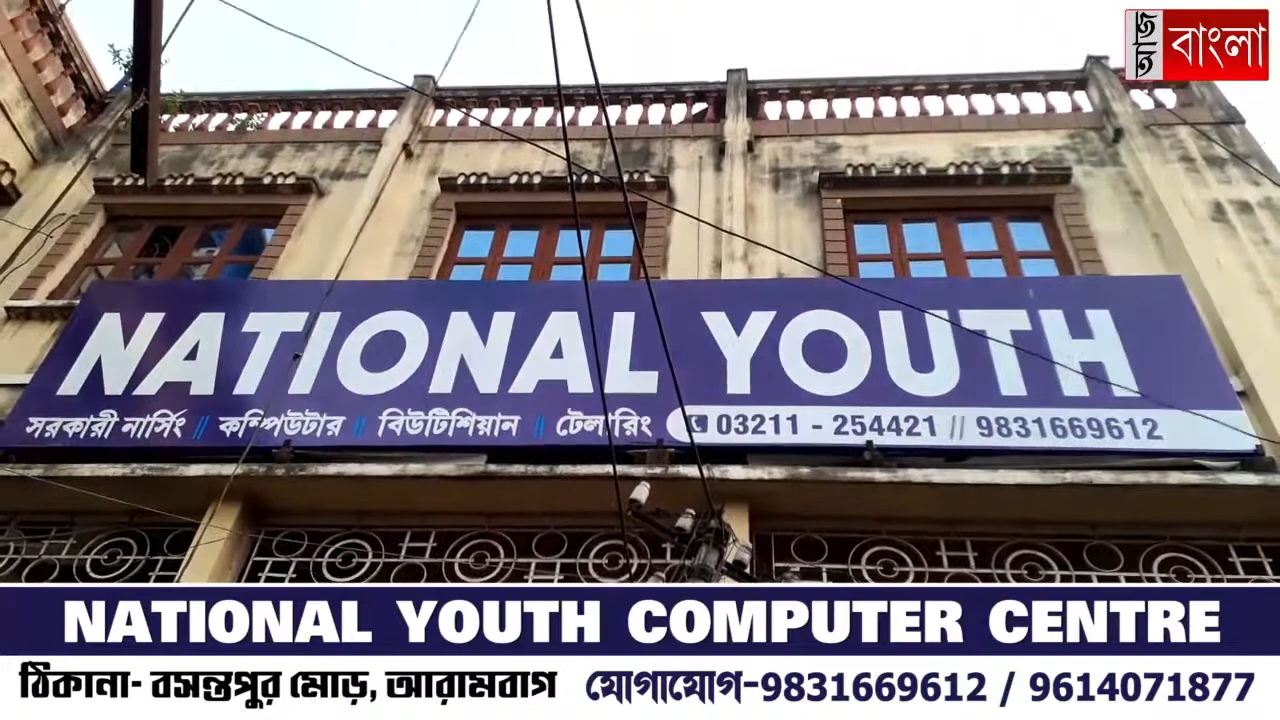 আজ
বাংলা
NATIONAL YOUTH
সরকারী নার্সিং // কম্পিউটার // বিউটিশিয়ান // টেলারিং 03211 - 254421 // 9831669612
NATIONAL YOUTH COMPUTER CENTRE
ঠিকানা- বসন্তপুর মোড়, আরামবাগ যোগাযোগ-9831669612 / 9614071877